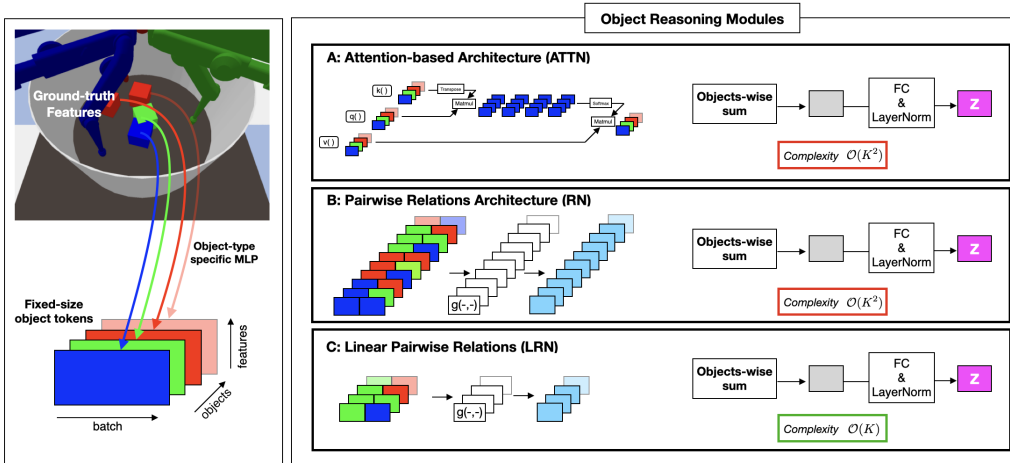 Object Reasoning Modules
Ground-truth
Features
Object-type
specific MLP
Fixed-size
object tokens
features
objects
batch
A: Attention-based Architecture (ATTN)
k( )
Transpose
Matmul
q( )
Softmax
Matmul
v( )
Objects-wise
sum
FC
&
LayerNorm
Z
Complexity O(K²)
B: Pairwise Relations Architecture (RN)
g(-,-)
Objects-wise
sum
FC
&
LayerNorm
Z
Complexity O(K²)
C: Linear Pairwise Relations (LRN)
g(-,-)
Objects-wise
sum
FC
&
LayerNorm
Z
Complexity O(K)